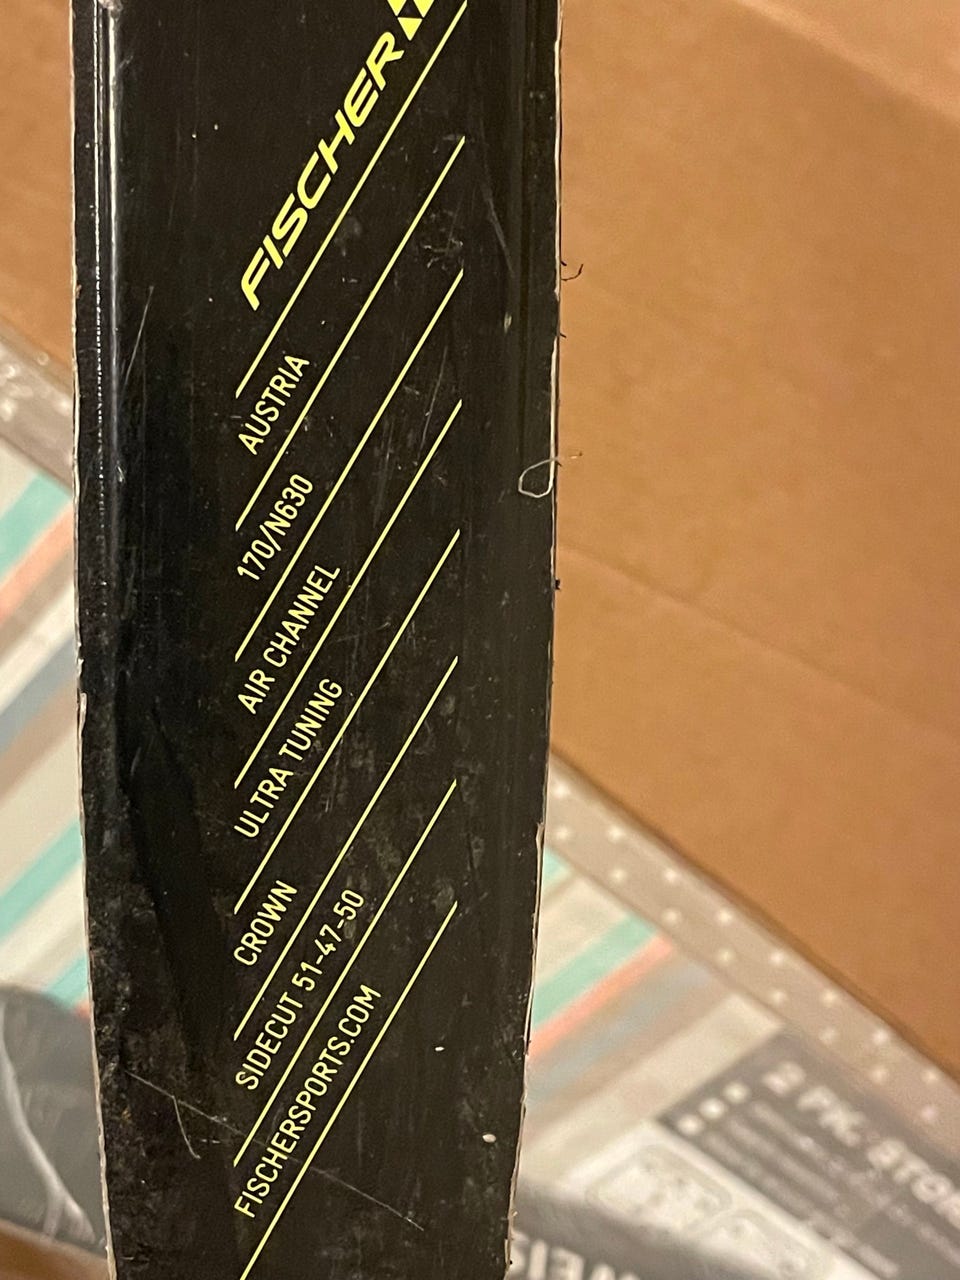 FISCHER
AUSTRIA
170/N630
AIR CHANNEL
ULTRA TUNING
CROWN
SIDECUT 51-47-50
FISCHERSPORTS.COM